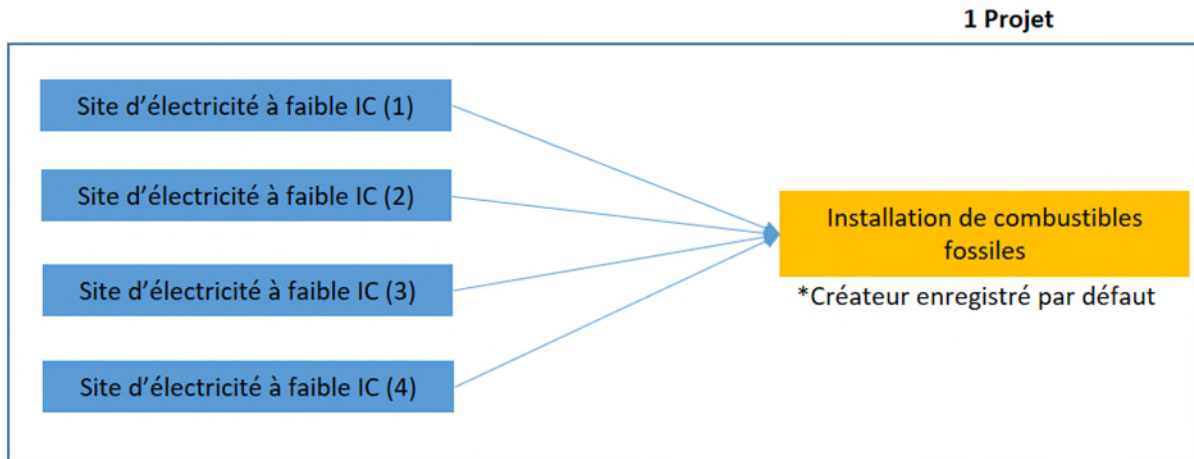 1 Projet
Site d'électricité à faible IC (1)
Site d'électricité à faible IC (2)
Site d'électricité à faible IC (3)
Site d'électricité à faible IC (4)
Installation de combustibles
fossiles
*Créateur enregistré par défaut